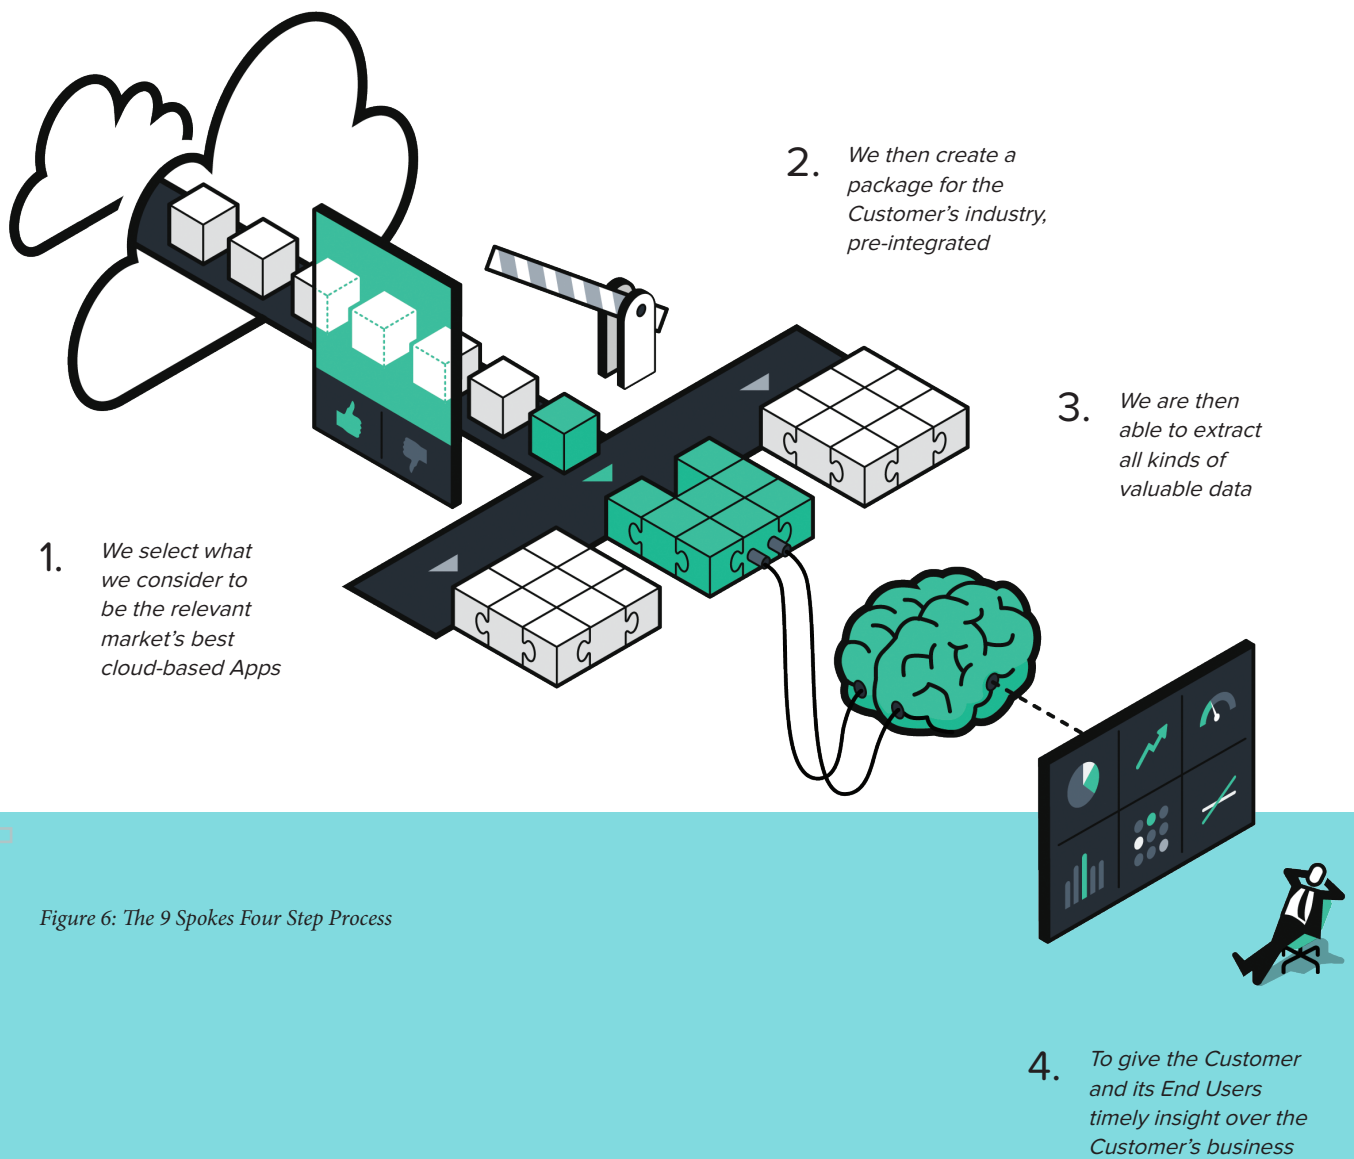 2.
We then create a
package for the
Customer’s industry,
pre-integrated
3.
We are then
able to extract
all kinds of
valuable data
1.
We select what
we consider to
be the relevant
market’s best
cloud-based Apps
Figure 6: The 9 Spokes Four Step Process
4.
To give the Customer
and its End Users
timely insight over the
Customer’s business